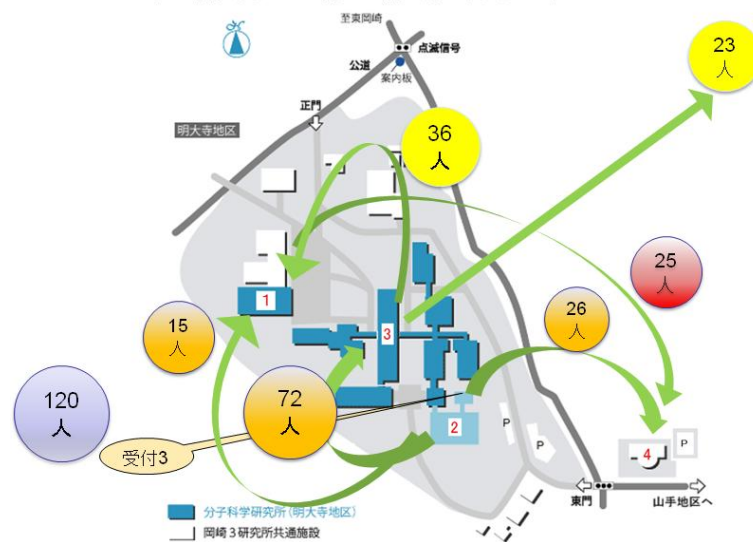 至東岡崎
点滅信号
公道
案内板
正門
明大寺地区
23
人
36
人
1
3
25
人
15
人
26
人
120
人
72
人
受付3
2
P
P
4
P
東門
山手地区へ
分子科学研究所(明大寺地区)
岡崎3研究所共通施設